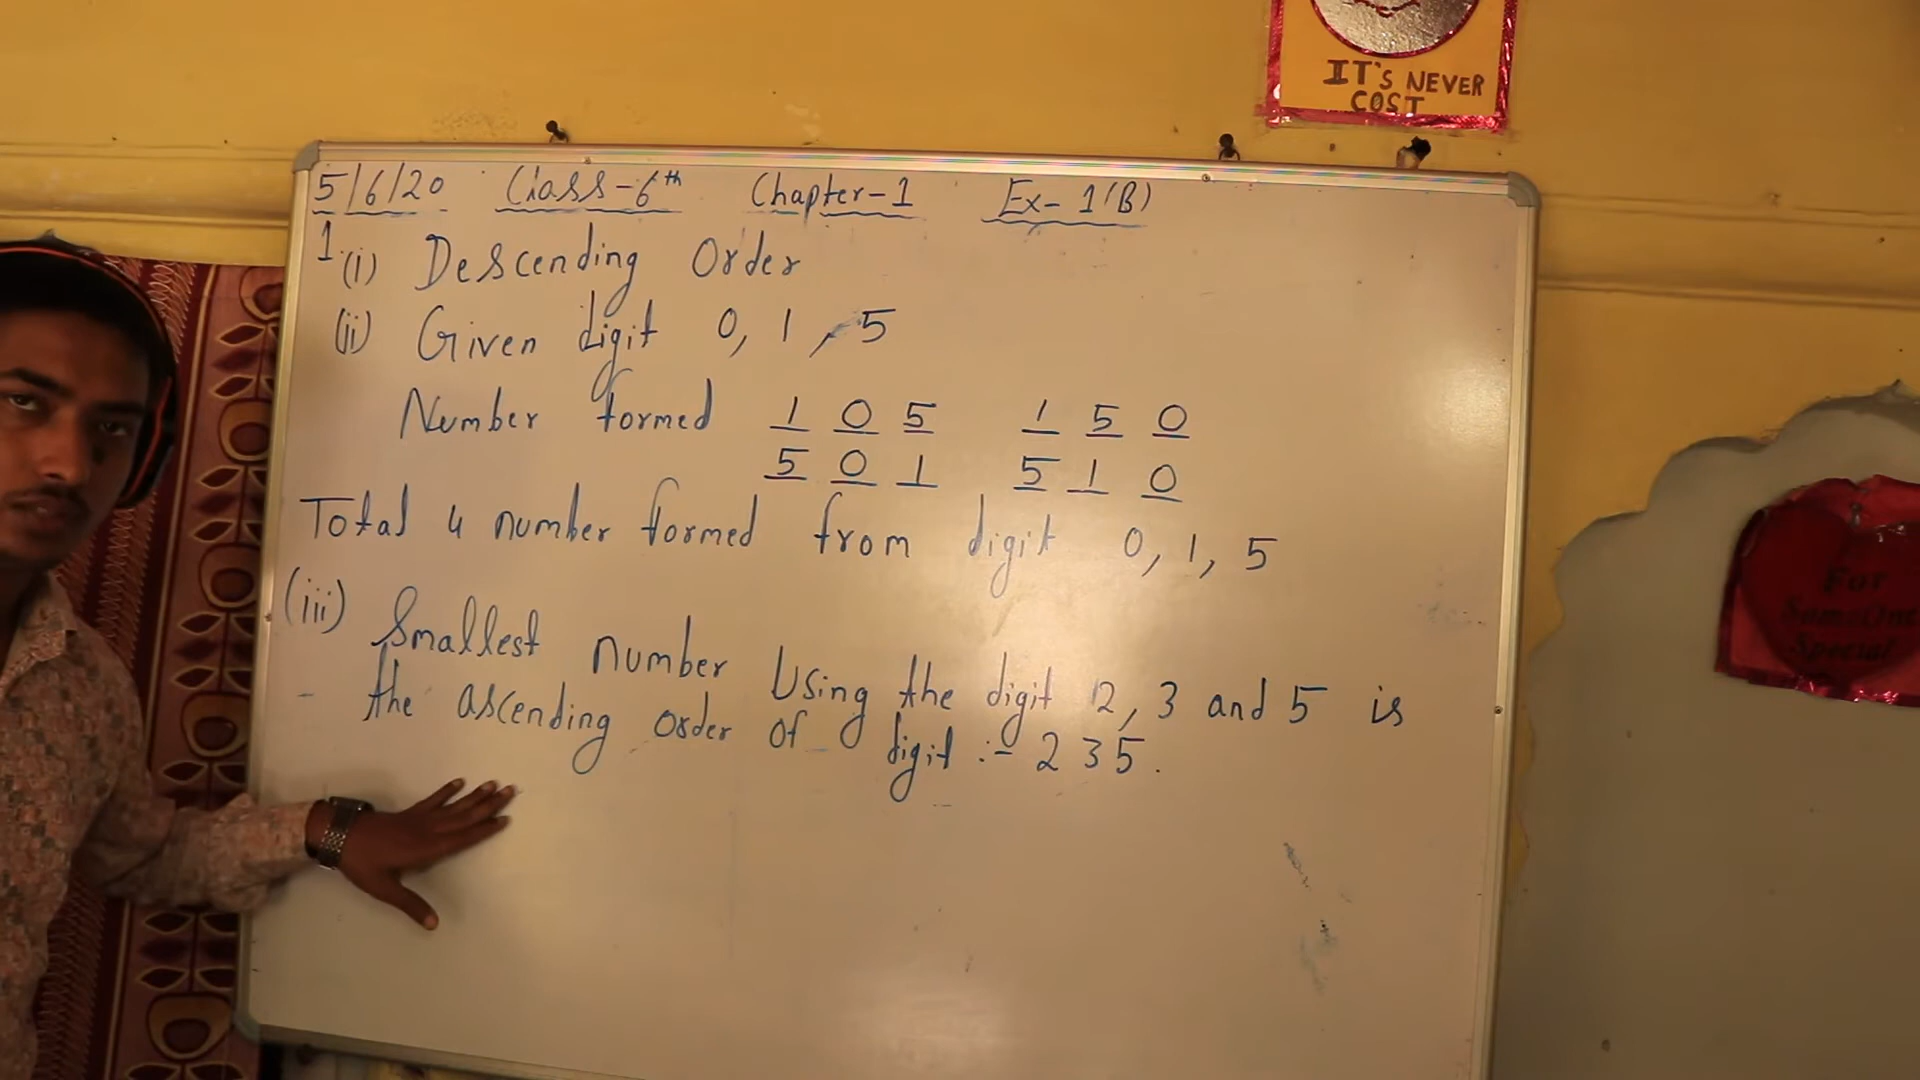 IT'S NEVER
COST
5/6/20 Class-6th Chapter-1 Ex-1(B)
1.(i) Descending Order
(ii) Given digit 0, 1, 5
Number formed 1 0 5 1 5 0
5 0 1 5 1 0
Total 4 number formed from digit 0, 1, 5
(iii) Smallest number Using the digit 2, 3 and 5 is
- the ascending order of digit :- 2 3 5.
For
SomeOne
Special